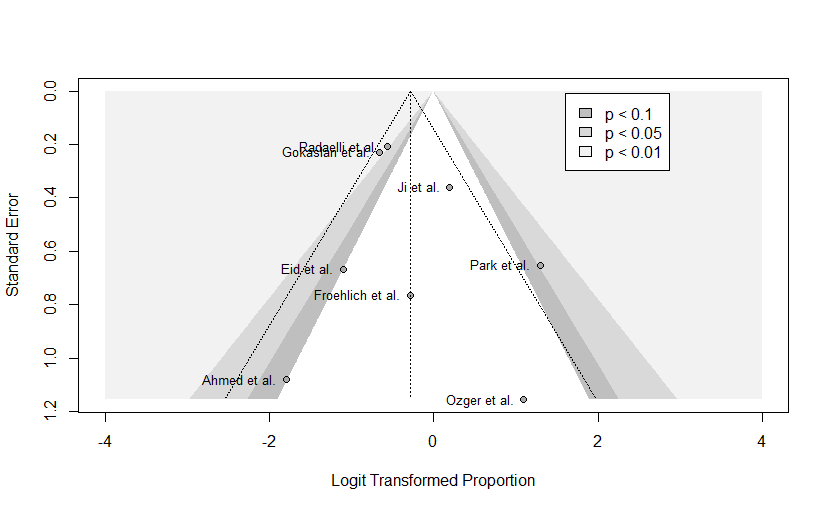 0.0
0.2
0.4
0.6
0.8
1.0
1.2
Standard Error
p < 0.1
p < 0.05
p < 0.01
Radaelli et al.
Gokaslan et al.
Ji et al.
Park et al.
Eid et al.
Froehlich et al.
Ahmed et al.
Ozger et al.
-4
-2
0
2
4
Logit Transformed Proportion